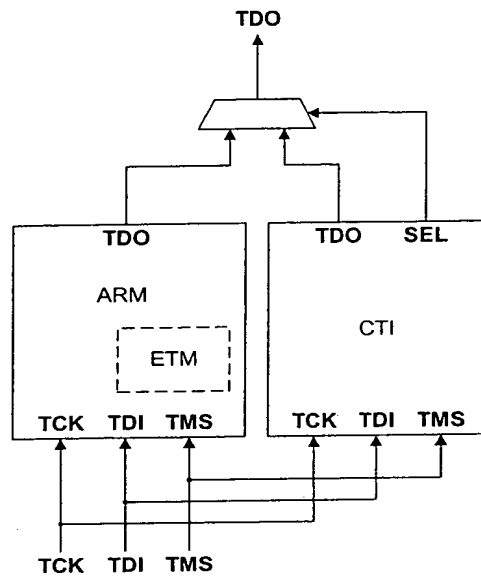 TDO
TDO
TDO SEL
ARM
CTI
ETM
TCK TDI TMS
TCK TDI TMS
TCK TDI TMS